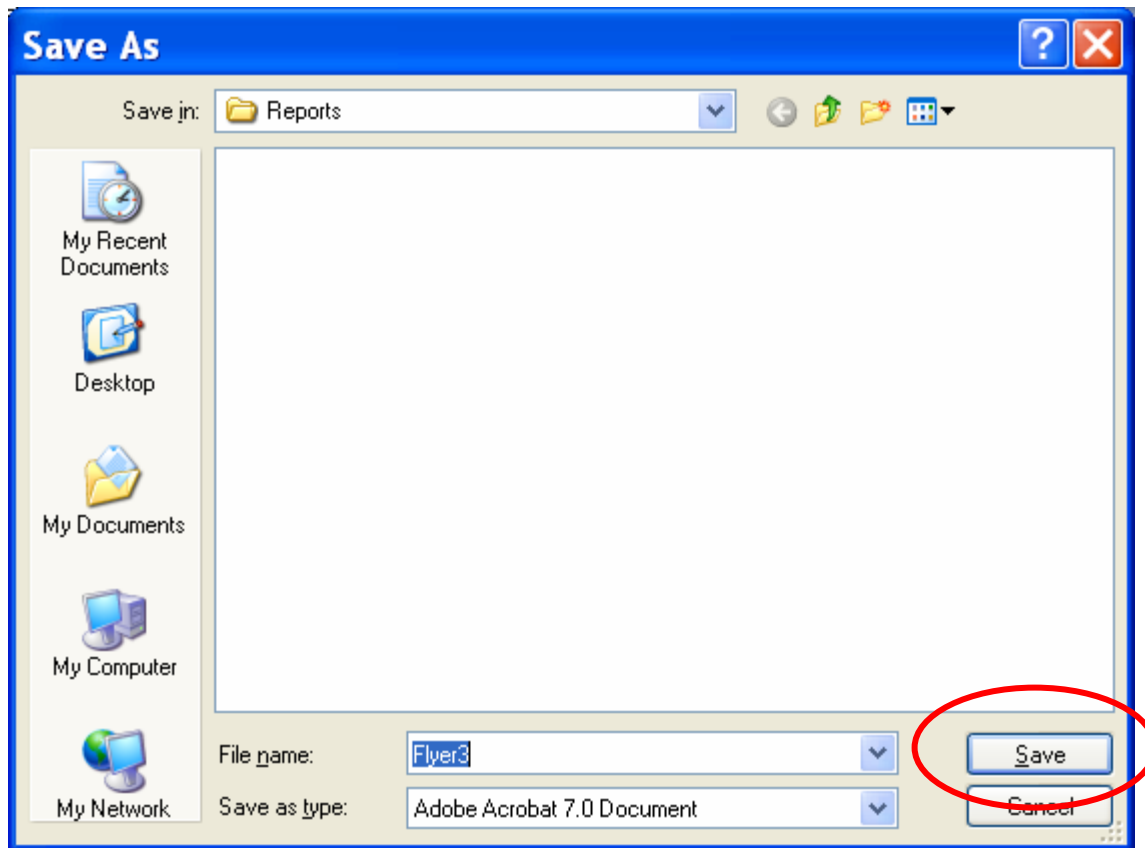 Save As
Save in: Reports
My Recent
Documents
Desktop
My Documents
My Computer
My Network
File name: Flyer3
Save
Save as type: Adobe Acrobat 7.0 Document
Cancel